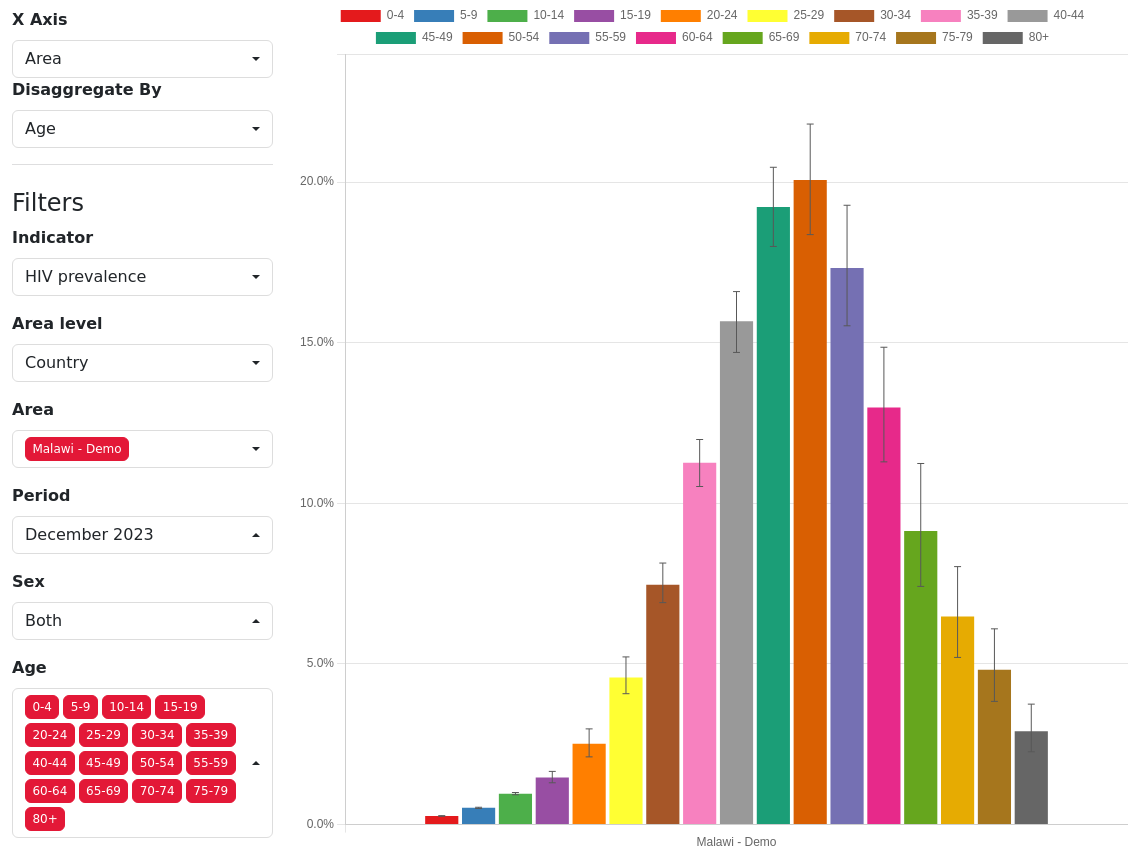 X Axis
Area
Disaggregate By
Age
Filters
Indicator
HIV prevalence
Area level
Country
Area
Malawi - Demo
Period
December 2023
Sex
Both
Age
0-4 5-9 10-14 15-19
20-24 25-29 30-34 35-39
40-44 45-49 50-54 55-59
60-64 65-69 70-74 75-79
80+
0-4 5-9 10-14 15-19 20-24 25-29 30-34 35-39 40-44
45-49 50-54 55-59 60-64 65-69 70-74 75-79 80+
20.0%
15.0%
10.0%
5.0%
0.0%
Malawi - Demo